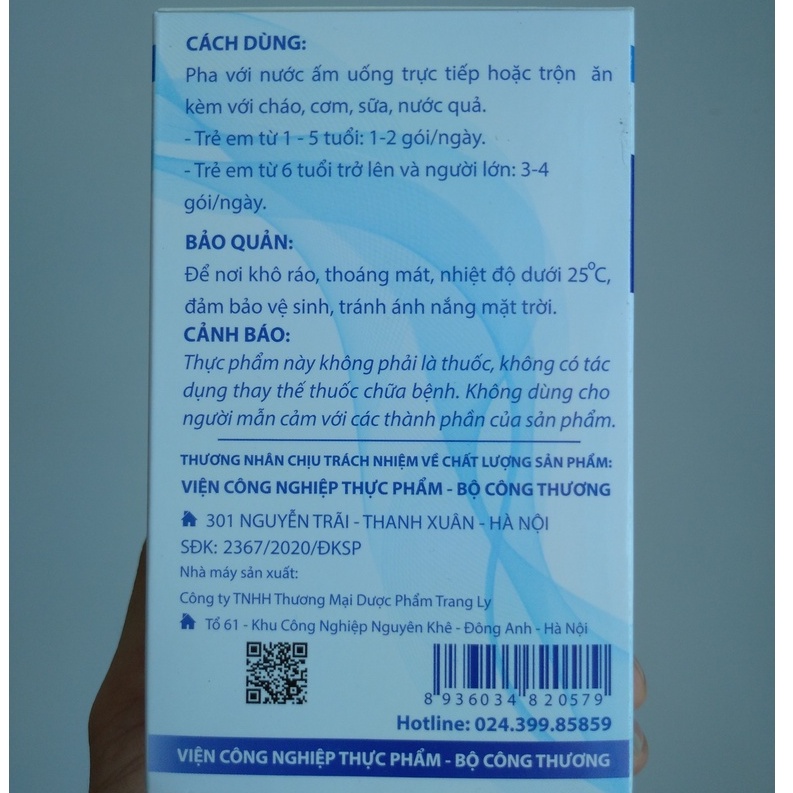 CÁCH DÙNG:
Pha với nước ấm uống trực tiếp hoặc trộn ăn
kèm với cháo, cơm, sữa, nước quả.
- Trẻ em từ 1 - 5 tuổi: 1-2 gói/ngày.
- Trẻ em từ 6 tuổi trở lên và người lớn: 3-4
gói/ngày.
BẢO QUẢN:
Để nơi khô ráo, thoáng mát, nhiệt độ dưới 25°C,
đảm bảo vệ sinh, tránh ánh nắng mặt trời.
CẢNH BÁO:
Thực phẩm này không phải là thuốc, không có tác
dụng thay thế thuốc chữa bệnh. Không dùng cho
người mẫn cảm với các thành phần của sản phẩm.
THƯƠNG NHÂN CHỊU TRÁCH NHIỆM VỀ CHẤT LƯỢNG SẢN PHẨM:
VIỆN CÔNG NGHIỆP THỰC PHẨM - BỘ CÔNG THƯƠNG
301 NGUYỄN TRÃI - THANH XUÂN - HÀ NỘI
SĐK: 2367/2020/ĐKSP
Nhà máy sản xuất:
Công ty TNHH Thương Mại Dược Phẩm Trang Ly
Tổ 61 - Khu Công Nghiệp Nguyên Khê - Đông Anh - Hà Nội
8 936034 820579
Hotline: 024.399.85859
VIỆN CÔNG NGHIỆP THỰC PHẨM - BỘ CÔNG THƯƠNG